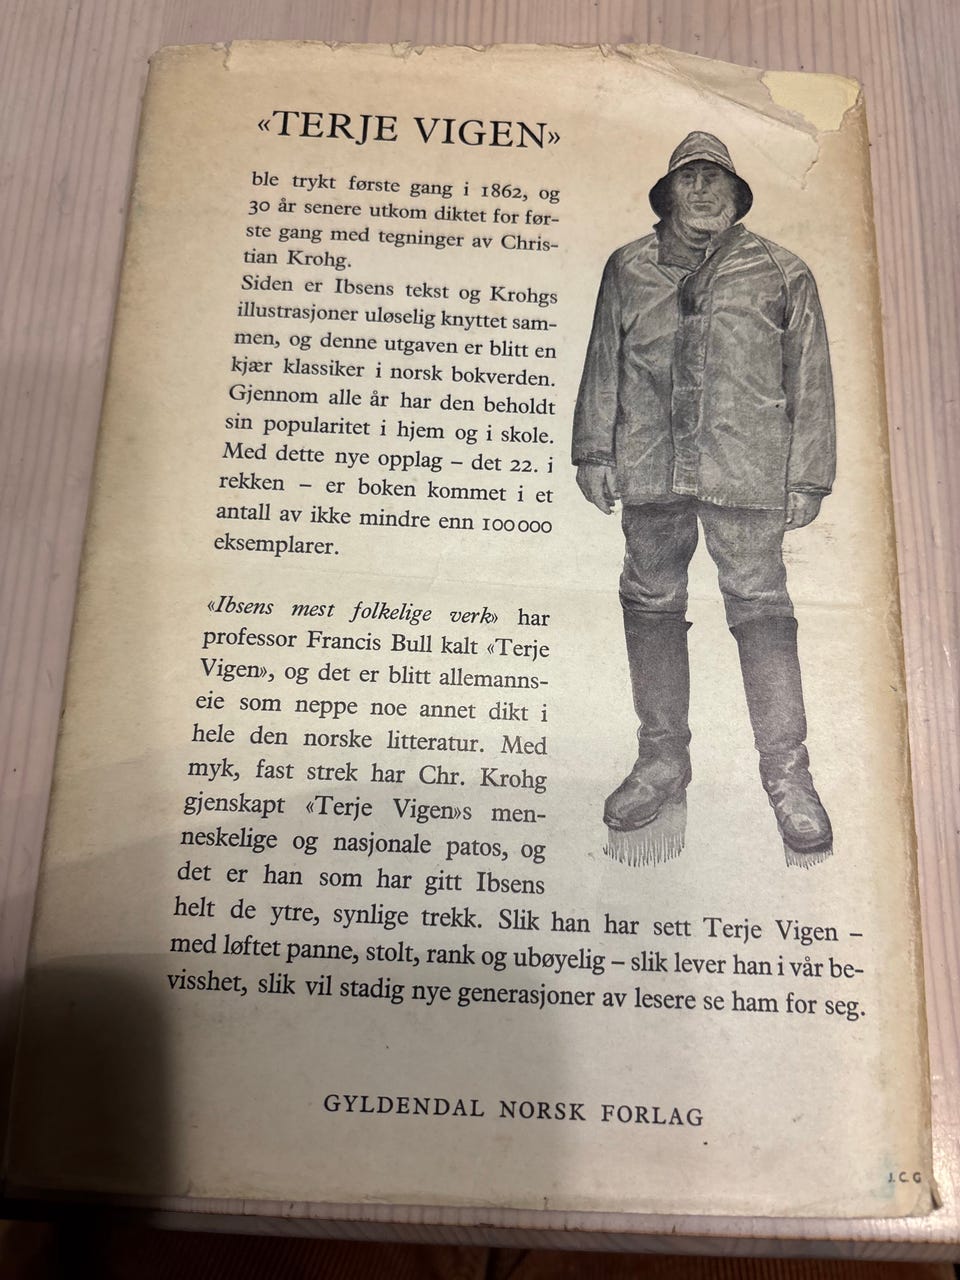 «TERJE VIGEN»
ble trykt første gang i 1862, og
30 år senere utkom diktet for før-
ste gang med tegninger av Chris-
tian Krohg.
Siden er Ibsens tekst og Krohgs
illustrasjoner uløselig knyttet sam-
men, og denne utgaven er blitt en
kjær klassiker i norsk bokverden.
Gjennom alle år har den beholdt
sin popularitet i hjem og i skole.
Med dette nye opplag – det 22. i
rekken – er boken kommet i et
antall av ikke mindre enn 100 000
eksemplarer.
«Ibsens mest folkelige verk» har
professor Francis Bull kalt «Terje
Vigen», og det er blitt allemanns-
eie som neppe noe annet dikt i
hele den norske litteratur. Med
myk, fast strek har Chr. Krohg
gjenskapt «Terje Vigen»s men-
neskelige og nasjonale patos, og
det er han som har gitt Ibsens
helt de ytre, synlige trekk. Slik han har sett Terje Vigen –
med løftet panne, stolt, rank og ubøyelig – slik lever han i vår be-
visshet, slik vil stadig nye generasjoner av lesere se ham for seg.
GYLDENDAL NORSK FORLAG
J. C. G